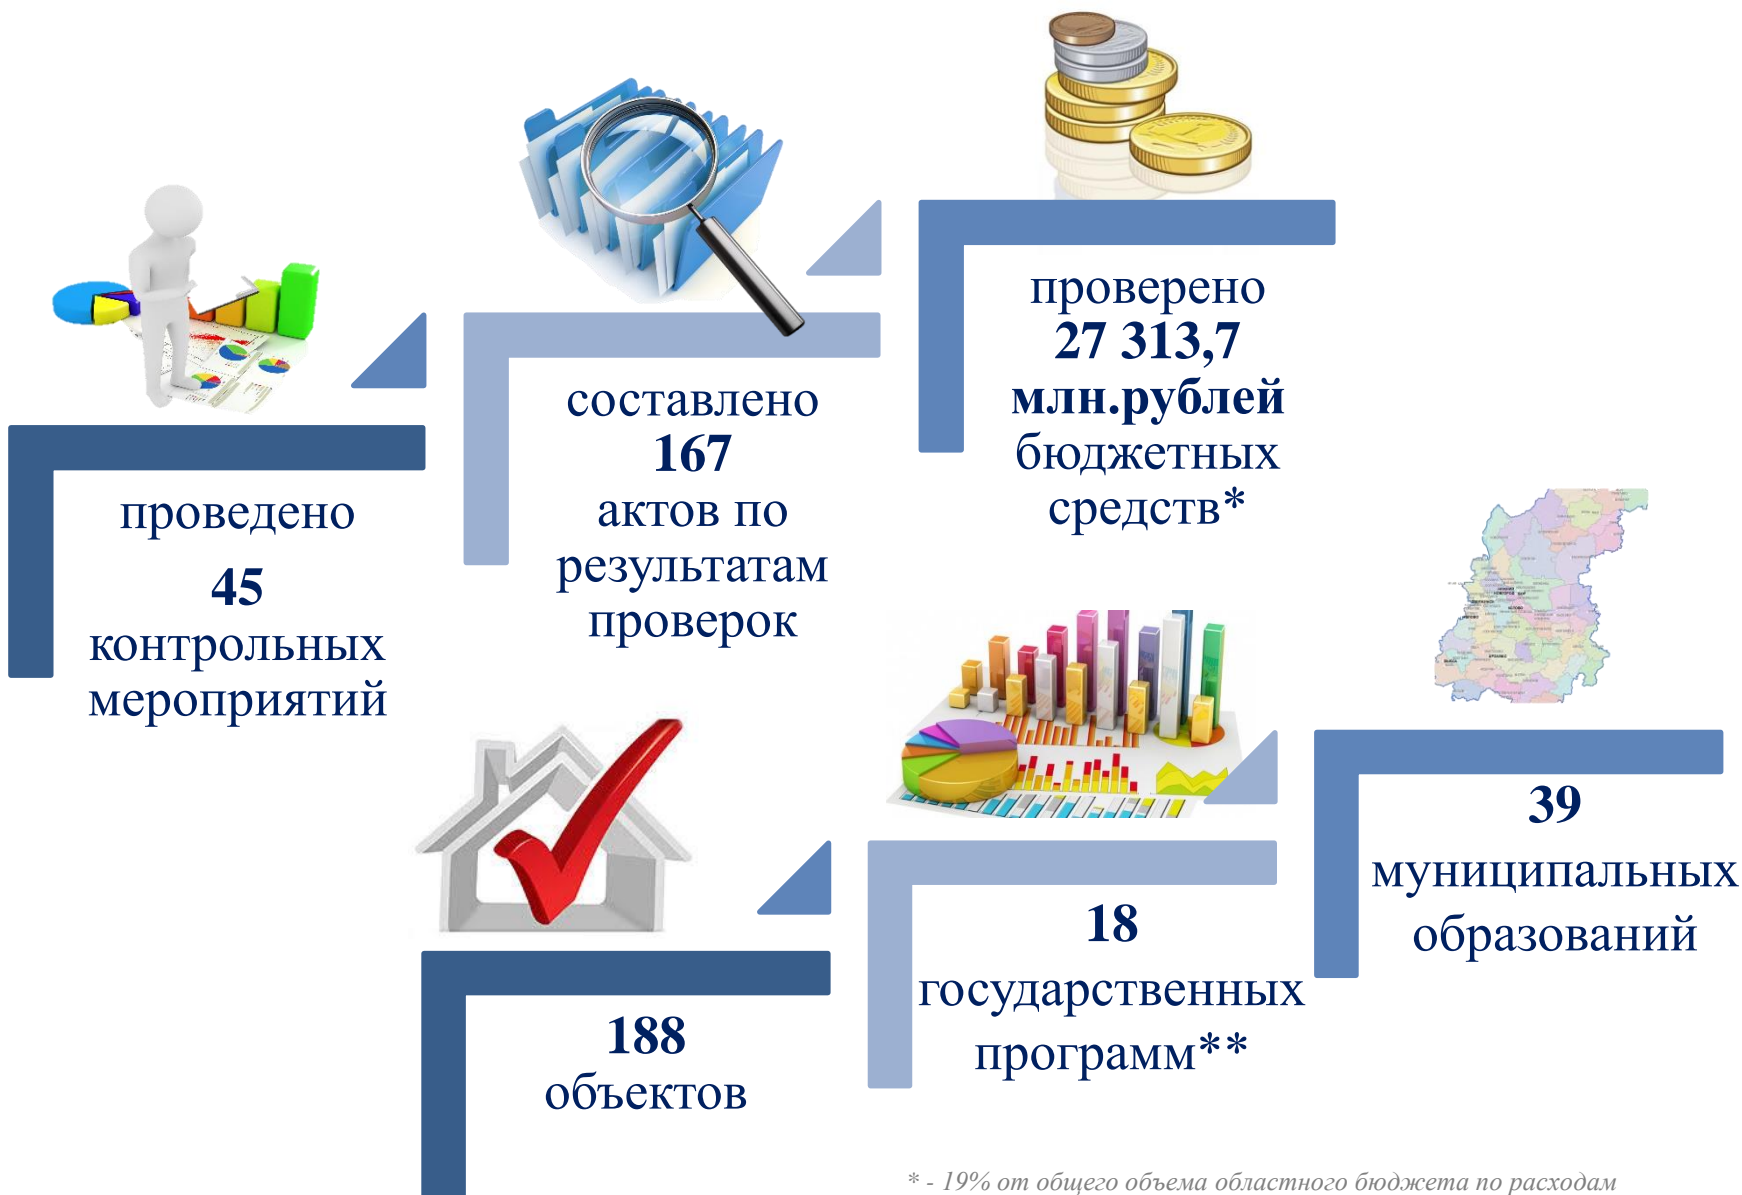 проведено
45
контрольных
мероприятий
составлено
167
актов по
результатам
проверок
проверено
27 313,7
млн.рублей
бюджетных
средств*
188
объектов
18
государственных
программ**
39
муниципальных
образований
* - 19% от общего объема областного бюджета по расходам